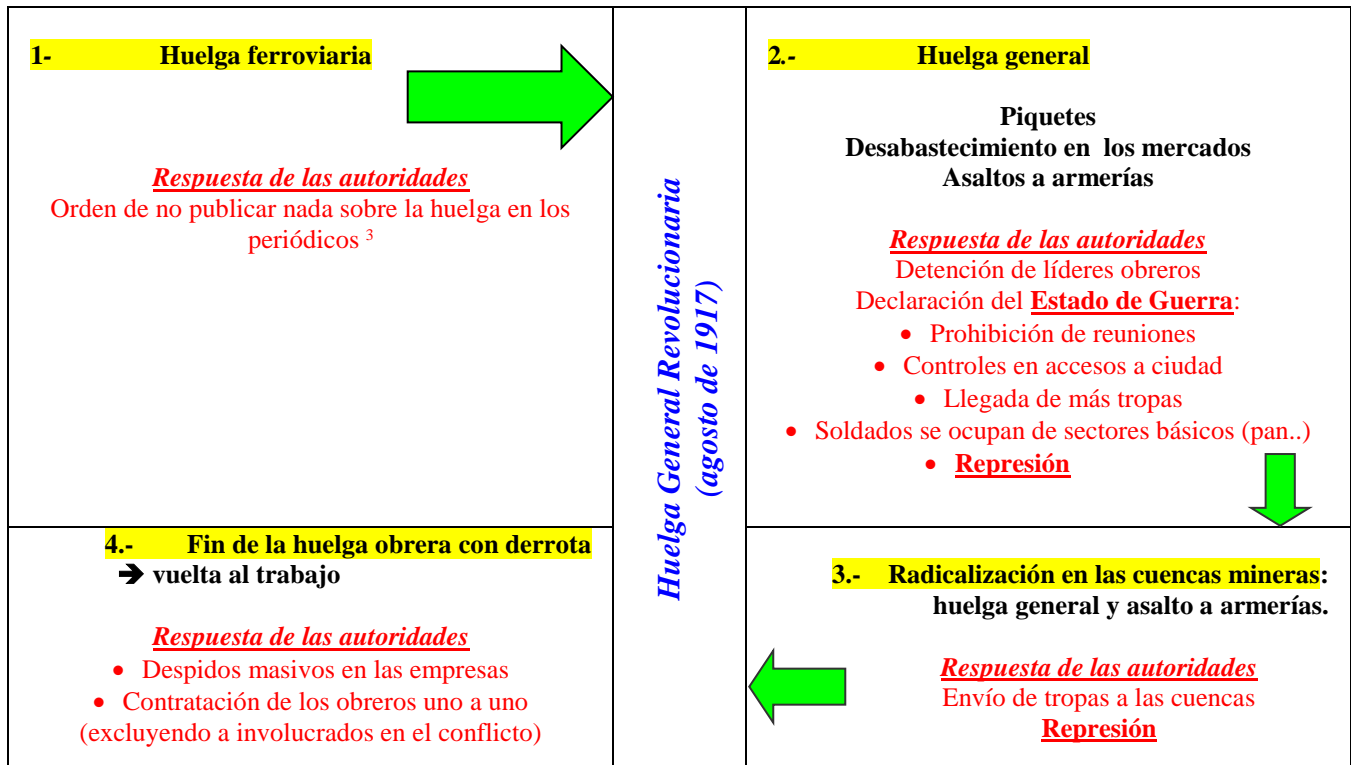 1- Huelga ferroviaria
Respuesta de las autoridades
Orden de no publicar nada sobre la huelga en los
periódicos ³
Huelga General Revolucionaria
(agosto de 1917)
2.- Huelga general
Piquetes
Desabastecimiento en los mercados
Asaltos a armerías
Respuesta de las autoridades
Detención de líderes obreros
Declaración del Estado de Guerra:
• Prohibición de reuniones
• Controles en accesos a ciudad
• Llegada de más tropas
• Soldados se ocupan de sectores básicos (pan..)
• Represión
3.- Radicalización en las cuencas mineras:
huelga general y asalto a armerías.
Respuesta de las autoridades
Envío de tropas a las cuencas
Represión
4.- Fin de la huelga obrera con derrota
➔ vuelta al trabajo
Respuesta de las autoridades
• Despidos masivos en las empresas
• Contratación de los obreros uno a uno
(excluyendo a involucrados en el conflicto)